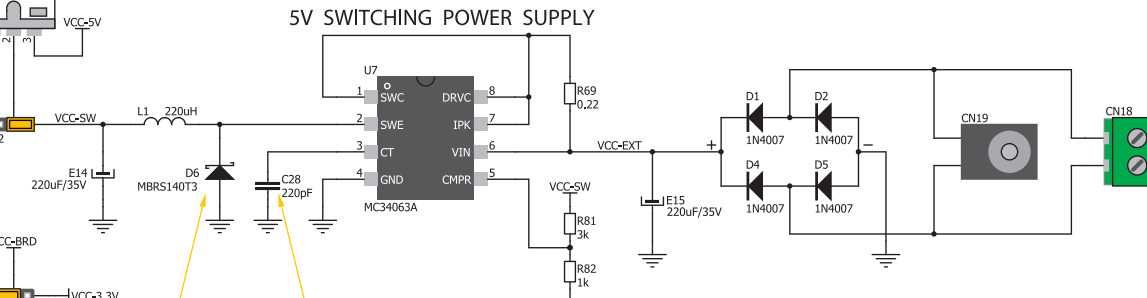 5V SWITCHING POWER SUPPLY
VCC-5V
2
3
U7
1
SWC
DRVC
8
R69
0.22
D1
D2
CN18
L1
220uH
VCC-SW
2
SWE
IPK
7
CN19
1N4007
1N4007
3
CT
VIN
6
VCC-EXT
+
−
E14
220uF/35V
D6
MBRS140T3
C28
220pF
4
GND
CMPR
5
VCC-SW
D4
D5
MC34063A
1N4007
1N4007
E15
220uF/35V
R81
3k
R82
1k
CC-BRD
VCC-3.3V